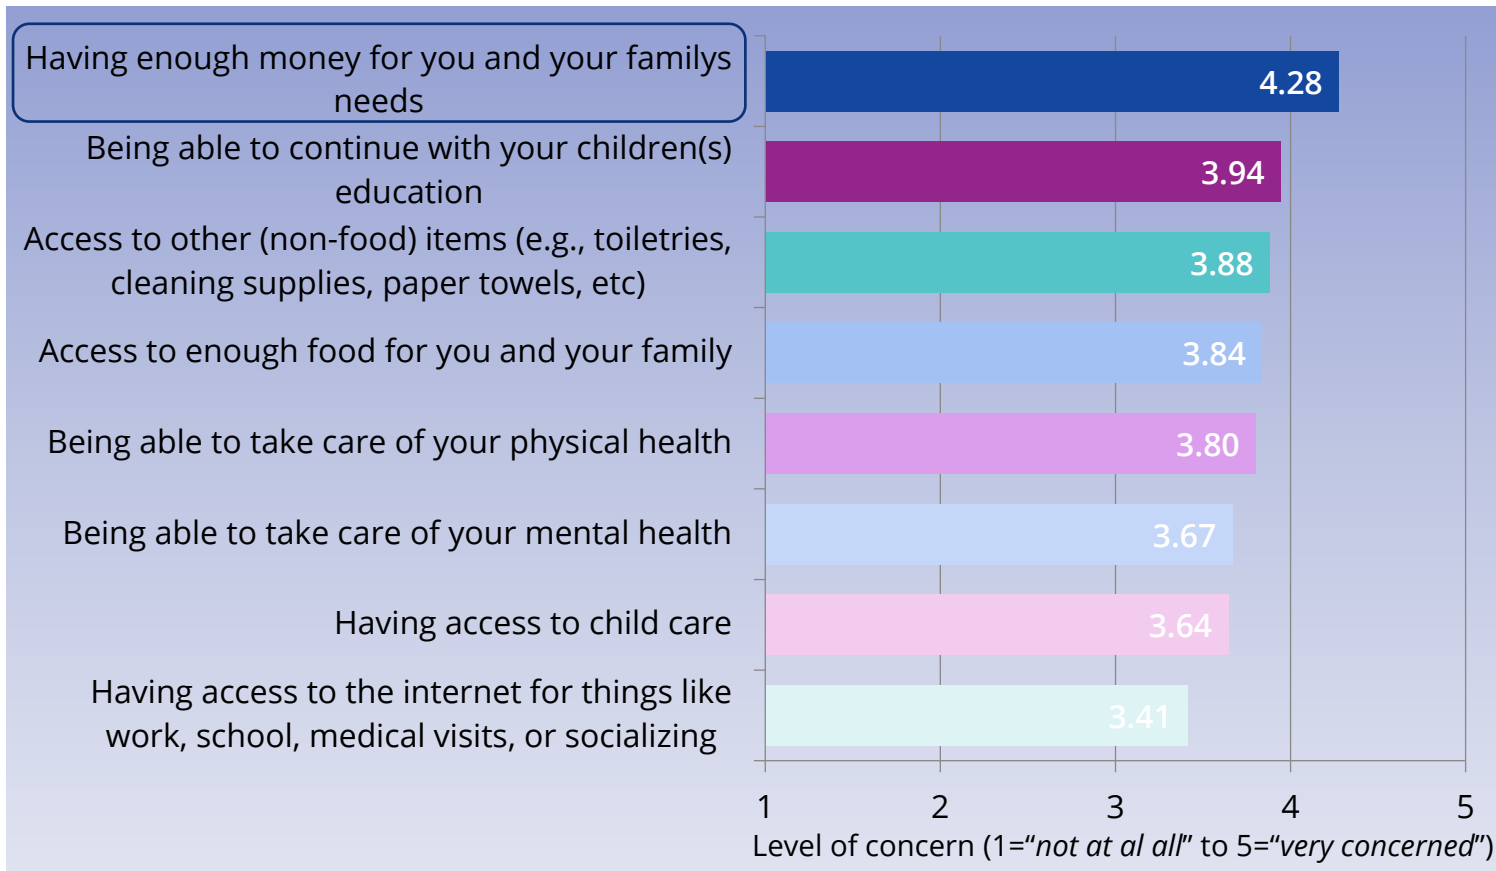 Having enough money for you and your familys
needs
4.28
Being able to continue with your children(s)
education
3.94
Access to other (non-food) items (e.g., toiletries,
cleaning supplies, paper towels, etc)
3.88
Access to enough food for you and your family
3.84
Being able to take care of your physical health
3.80
Being able to take care of your mental health
3.67
Having access to child care
3.64
Having access to the internet for things like
work, school, medical visits, or socializing
3.41
1 2 3 4 5
Level of concern (1=“not at al all” to 5=“very concerned”)